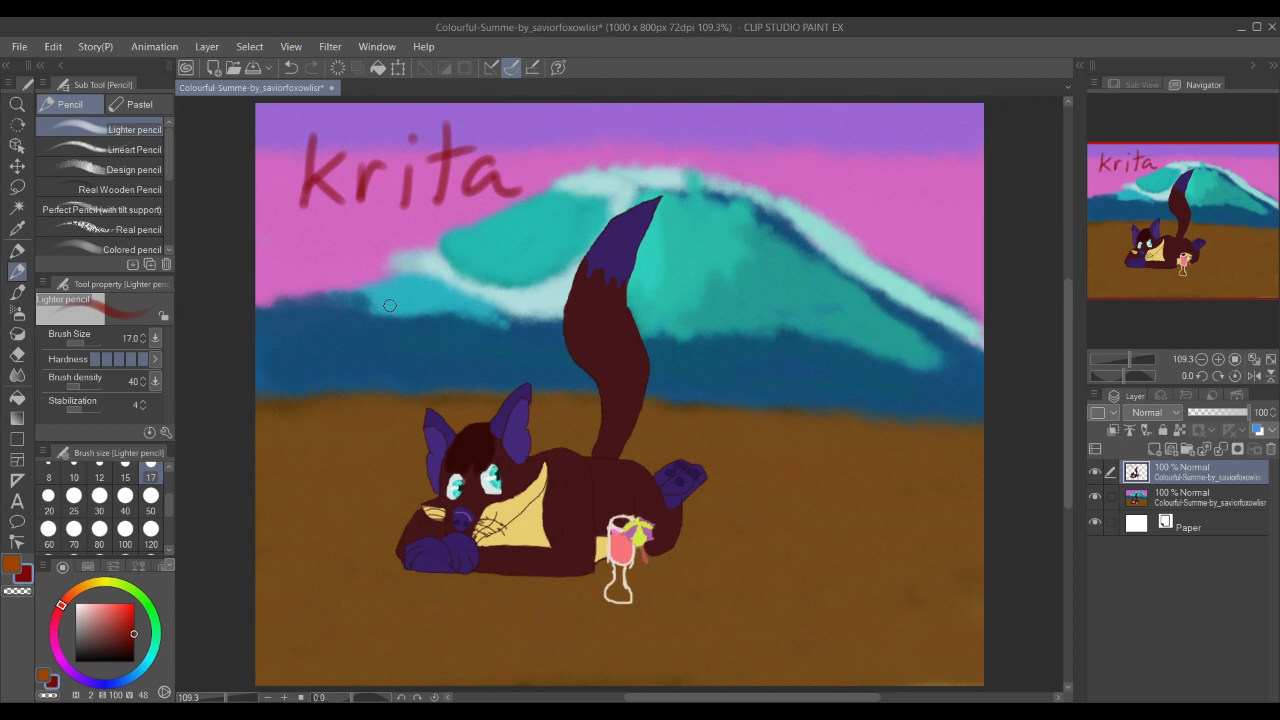 Colourful-Summe-by_saviorfoxowlisr* (1000 x 800px 72dpi 109.3%) - CLIP STUDIO PAINT EX
File Edit Story(P) Animation Layer Select View Filter Window Help
Sub Tool [Pencil]
Colourful-Summe-by_saviorfoxowlisr*
Sub View Navigator
Pencil Pastel
Lighter pencil
Lineart Pencil
Design pencil
Real Wooden Pencil
Perfect Pencil(with tilt support)
Real pencil
Colored pencil
krita
Tool property [Lighter penc
Lighter pencil
Brush Size 17.0
Hardness
Brush density 40
Stabilization 4
Brush size [Lighter pencil]
8 10 12 15 17
20 25 30 40 50
60 70 80 100 120
2 S 100 V 48
109.3 0.0
109.3
0.0
Layer
Normal 100
100 % Normal
Colourful-Summe-by_saviorfoxowlisr
100 % Normal
Colourful-Summe-by_saviorfoxowlisr
Paper